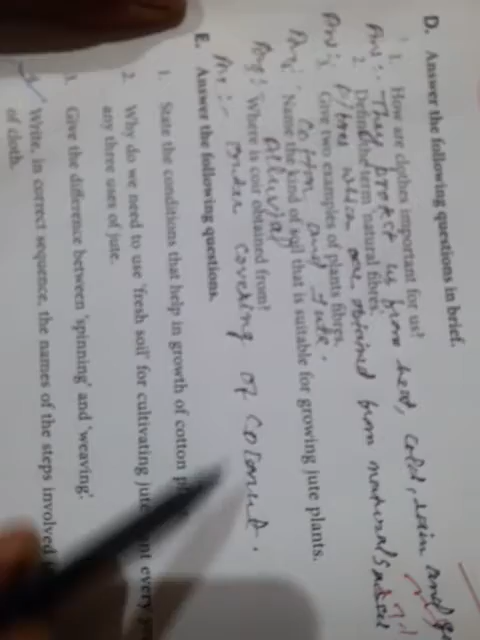 D. Answer the following questions in brief.
1. How are clothes important for us?
Ans:- They protect us from heat, cold, rain and
2. Define the term 'natural fibres.'
Ans: fibres which are obtained from natural
3. Give two examples of plants fibres.
Ans: Cotton and Jute.
Name the kind of soil that is suitable for growing jute plants.
Ans: Alluvial
Where is coir obtained from?
Ans:- Outer covering of coconut.
E. Answer the following questions.
1. State the conditions that help in growth of cotton
2. Why do we need to use 'fresh soil' for cultivating jute every
any three uses of jute.
3. Give the difference between 'spinning' and 'weaving'.
Write, in correct sequence, the names of the steps involved
of cloth.